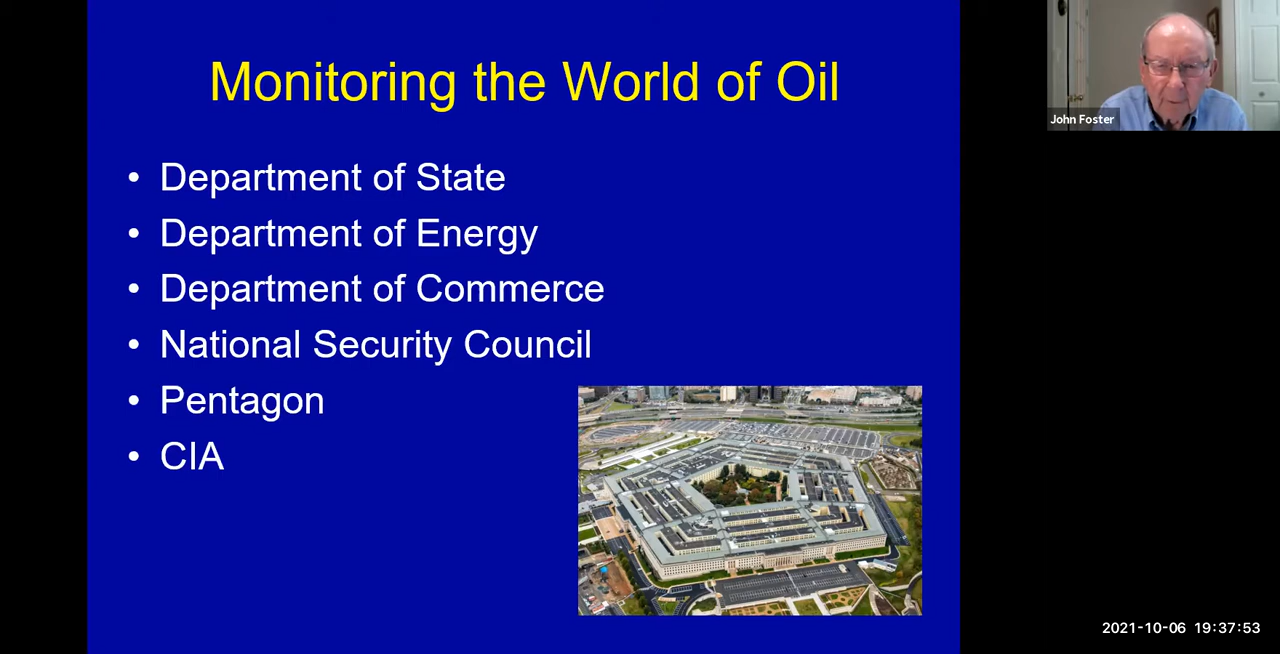 Monitoring the World of Oil
• Department of State
• Department of Energy
• Department of Commerce
• National Security Council
• Pentagon
• CIA
John Foster
2021-10-06 19:37:53